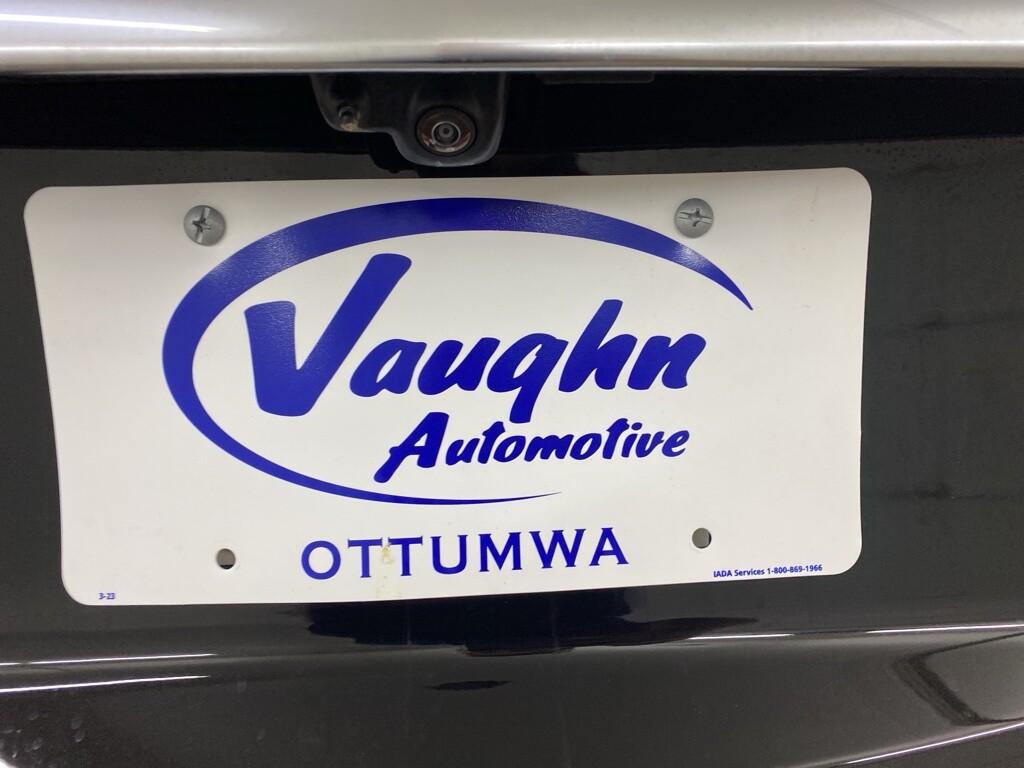 Vaughn
Automotive
OTTUMWA
IADA Services 1-800-869-1966
3-23